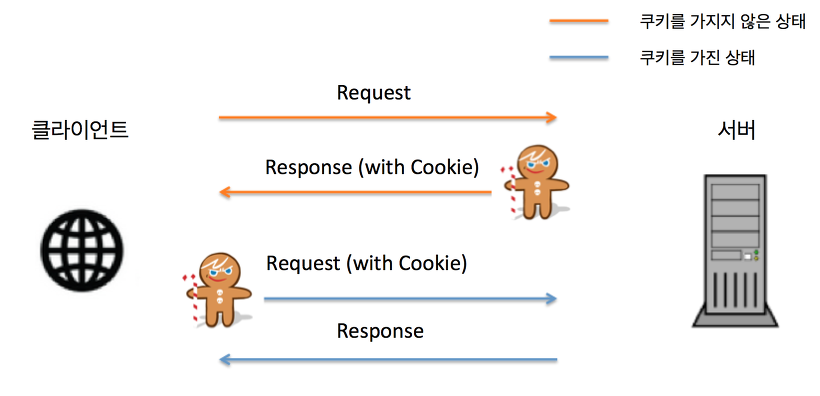 쿠키를 가지지 않은 상태
쿠키를 가진 상태
Request
클라이언트
서버
Response (with Cookie)
Request (with Cookie)
Response